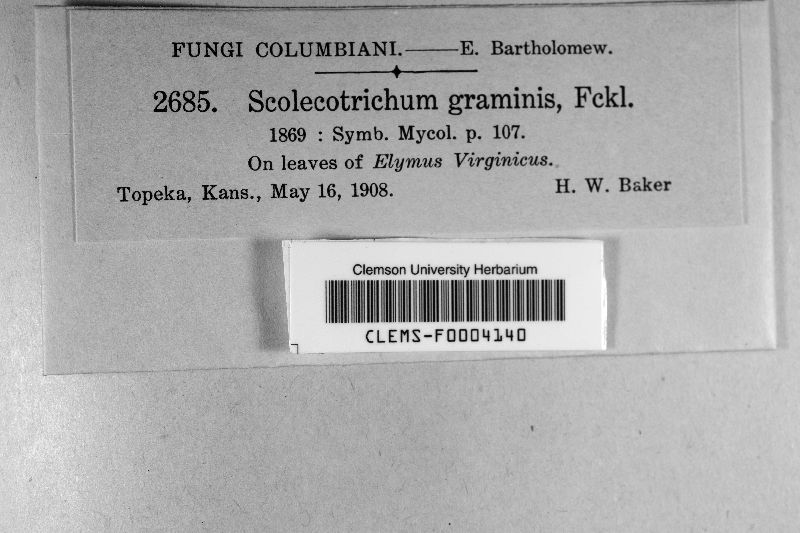 FUNGI COLUMBIANI.——E. Bartholomew.
2685. Scolecotrichum graminis, Fckl.
1869 : Symb. Mycol. p. 107.
On leaves of Elymus Virginicus.
Topeka, Kans., May 16, 1908. H. W. Baker
Clemson University Herbarium
CLEMS-F0004140